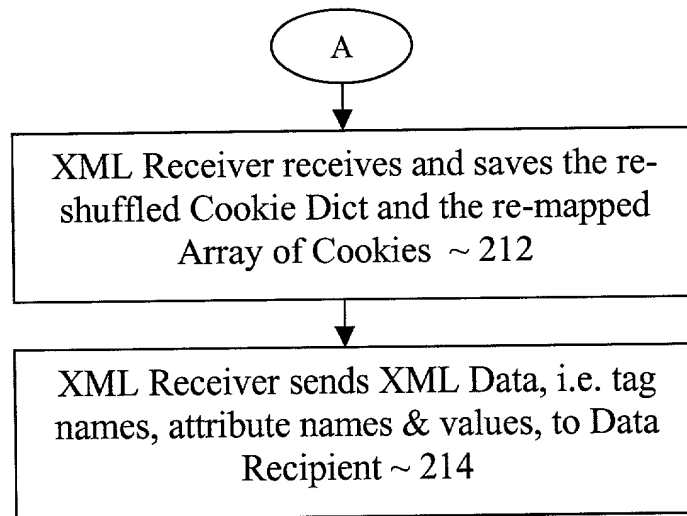 A
XML Receiver receives and saves the re-
shuffled Cookie Dict and the re-mapped
Array of Cookies ~ 212
XML Receiver sends XML Data, i.e. tag
names, attribute names & values, to Data
Recipient ~ 214